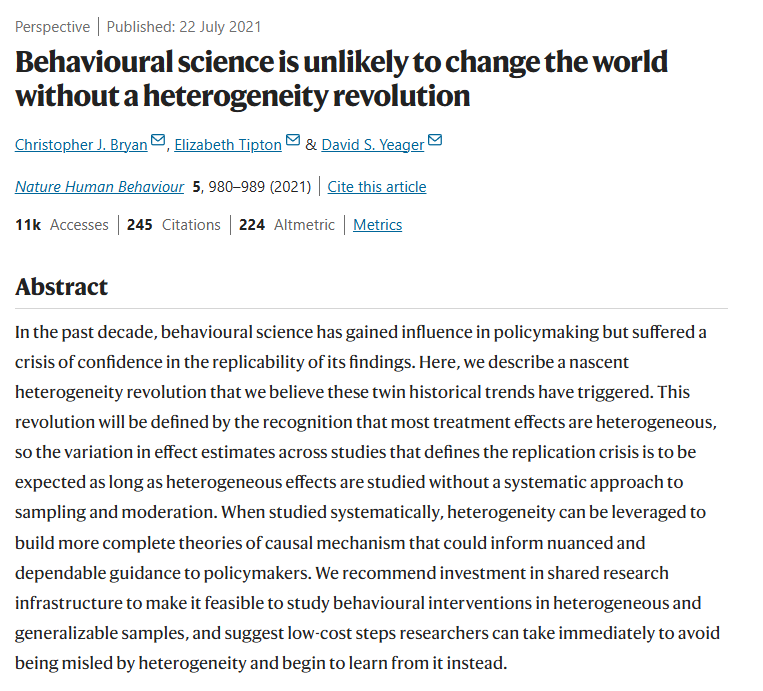 Perspective | Published: 22 July 2021
Behavioural science is unlikely to change the world
without a heterogeneity revolution
Christopher J. Bryan, Elizabeth Tipton & David S. Yeager
Nature Human Behaviour 5, 980–989 (2021) | Cite this article
11k Accesses | 245 Citations | 224 Altmetric | Metrics
Abstract
In the past decade, behavioural science has gained influence in policymaking but suffered a
crisis of confidence in the replicability of its findings. Here, we describe a nascent
heterogeneity revolution that we believe these twin historical trends have triggered. This
revolution will be defined by the recognition that most treatment effects are heterogeneous,
so the variation in effect estimates across studies that defines the replication crisis is to be
expected as long as heterogeneous effects are studied without a systematic approach to
sampling and moderation. When studied systematically, heterogeneity can be leveraged to
build more complete theories of causal mechanism that could inform nuanced and
dependable guidance to policymakers. We recommend investment in shared research
infrastructure to make it feasible to study behavioural interventions in heterogeneous and
generalizable samples, and suggest low-cost steps researchers can take immediately to avoid
being misled by heterogeneity and begin to learn from it instead.